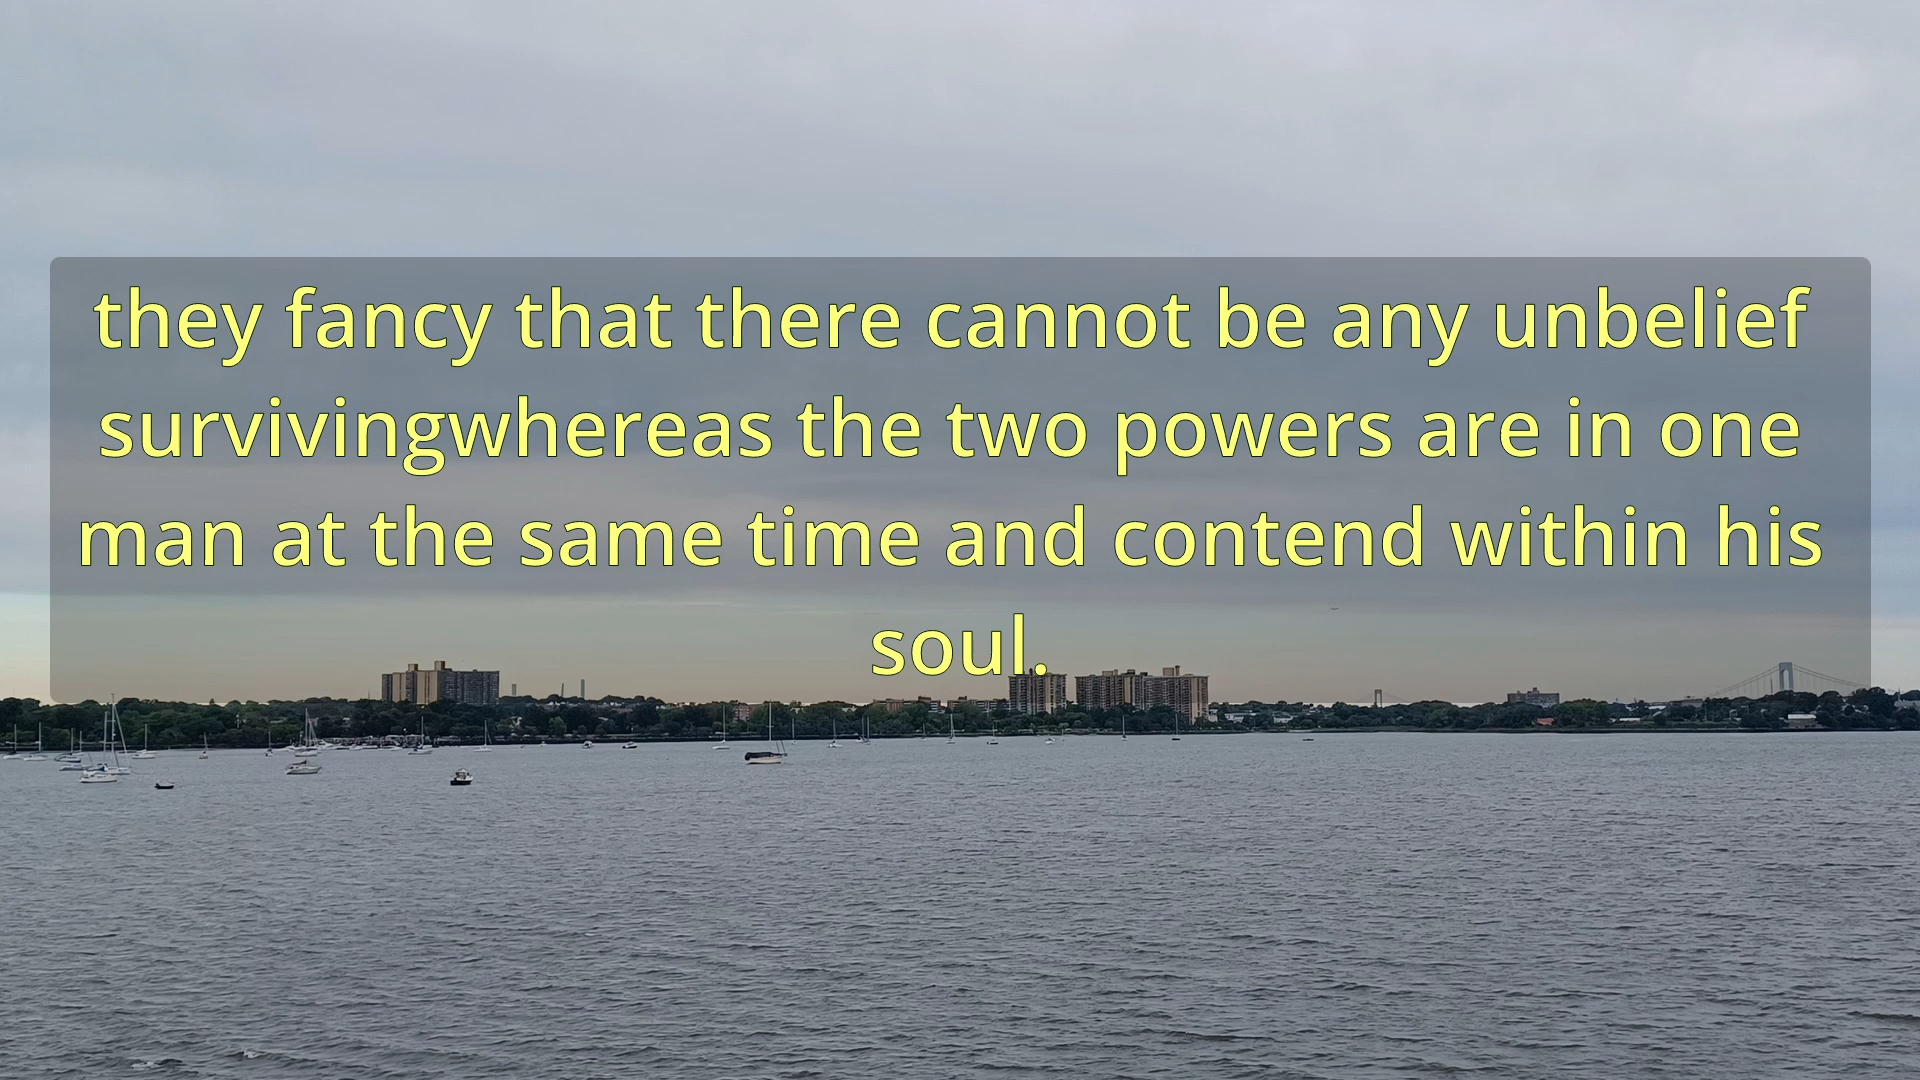 they fancy that there cannot be any unbelief
survivingwhereas the two powers are in one
man at the same time and contend within his
soul.